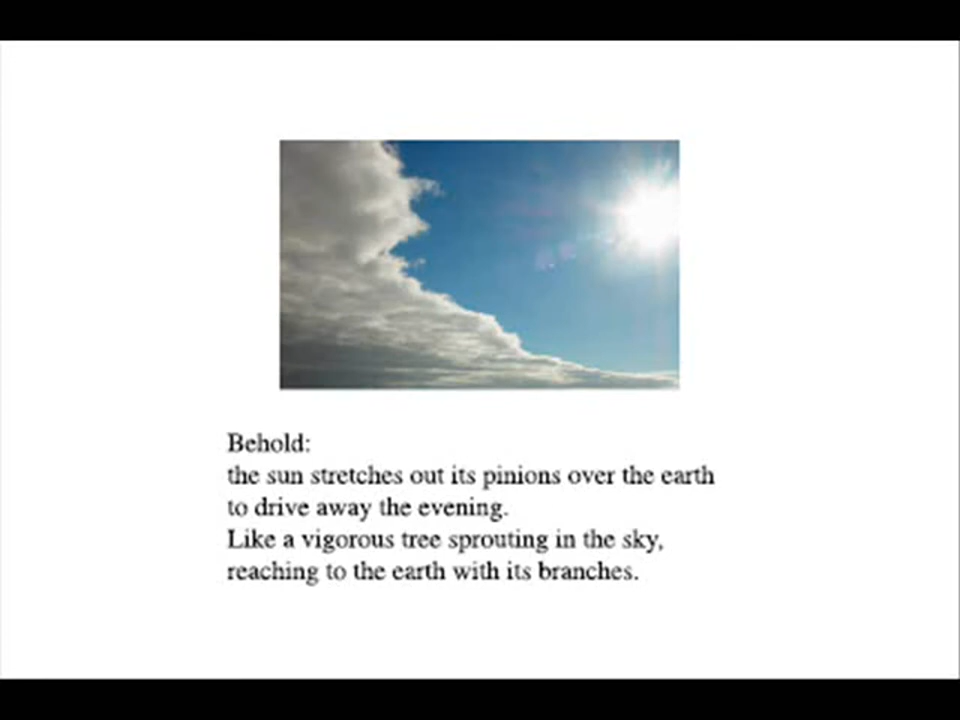 Behold:
the sun stretches out its pinions over the earth
to drive away the evening.
Like a vigorous tree sprouting in the sky,
reaching to the earth with its branches.